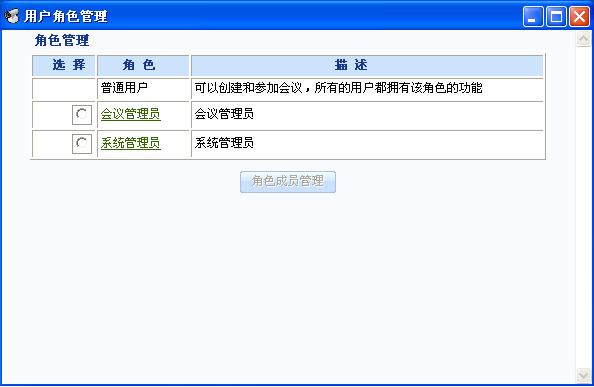 用户角色管理
角色管理
选 择 角 色 描 述
普通用户 可以创建和参加会议，所有的用户都拥有该角色的功能
会议管理员 会议管理员
系统管理员 系统管理员
角色成员管理